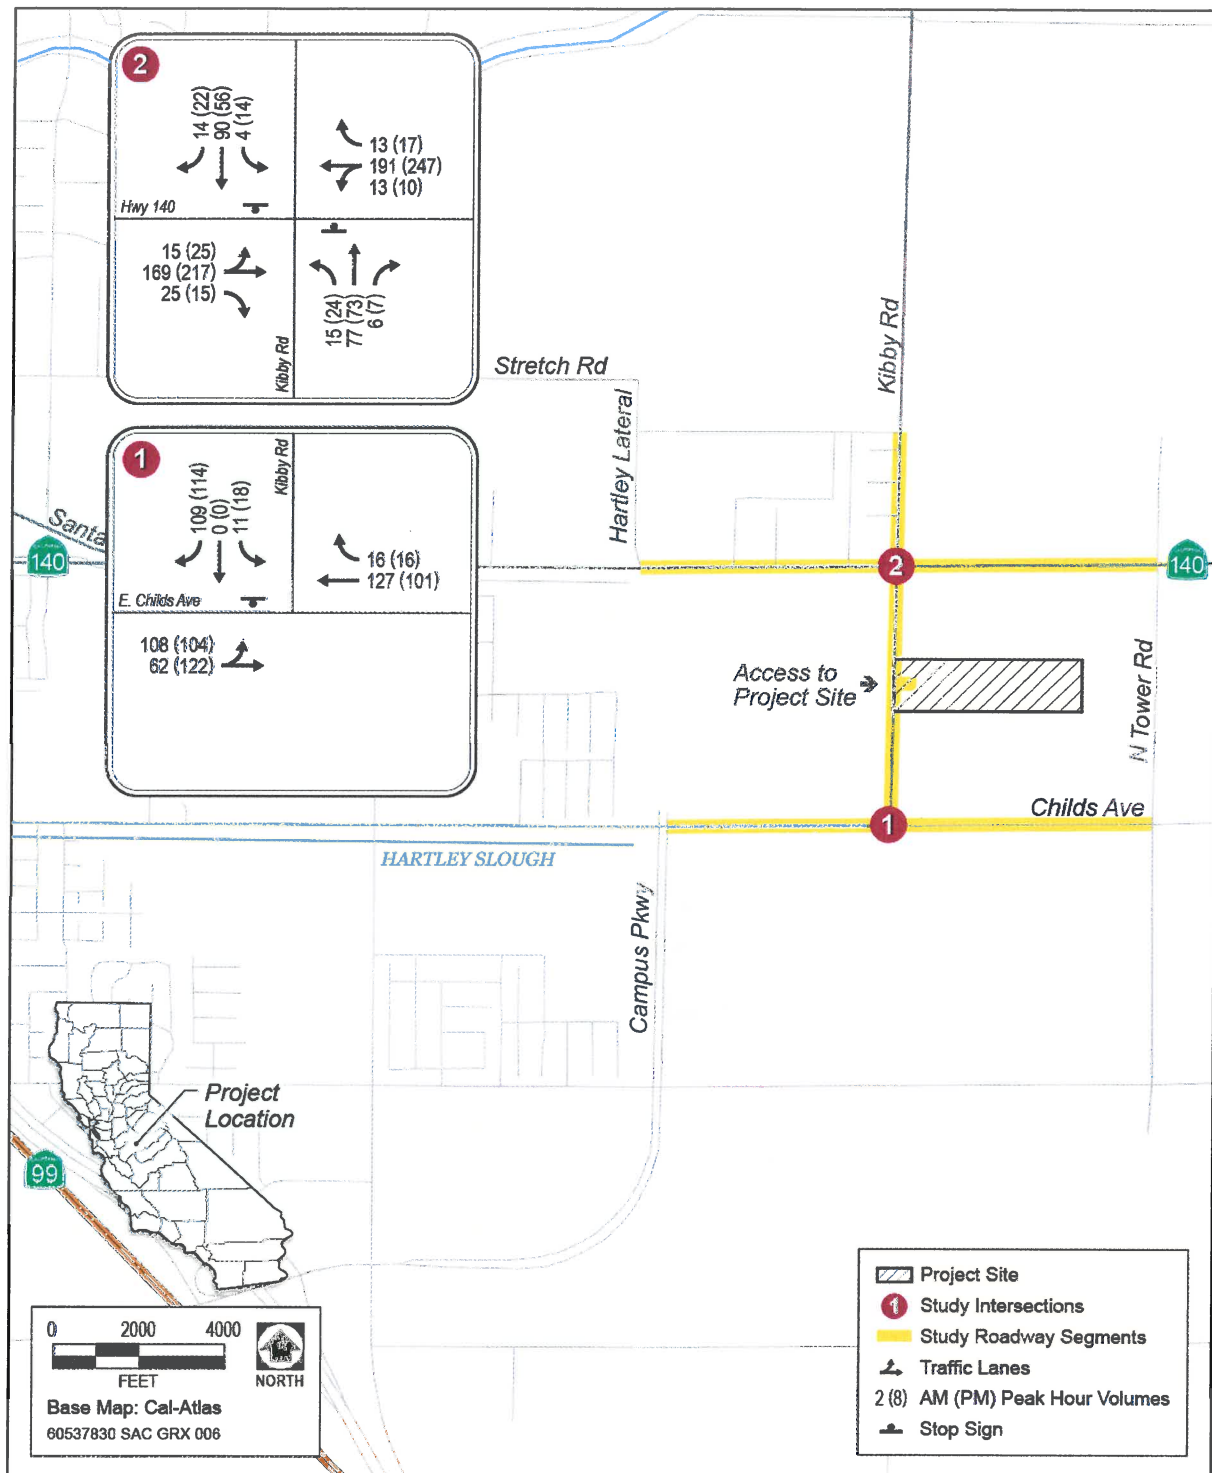 2
14 (22)
90 (56)
4 (14)
13 (17)
191 (247)
13 (10)
Hwy 140
15 (25)
169 (217)
25 (15)
15 (24)
77 (73)
6 (7)
Kibby Rd
Stretch Rd
Hartley Lateral
Kibby Rd
1
Kibby Rd
109 (114)
0 (0)
11 (18)
16 (16)
127 (101)
E. Childs Ave
108 (104)
62 (122)
Santa
140
2
140
Access to
Project Site
N Tower Rd
Childs Ave
1
HARTLEY SLOUGH
Campus Pkwy
Project
Location
99
0 2000 4000
FEET
NORTH
Base Map: Cal-Atlas
60537830 SAC GRX 006
Project Site
1 Study Intersections
Study Roadway Segments
Traffic Lanes
2 (8) AM (PM) Peak Hour Volumes
Stop Sign